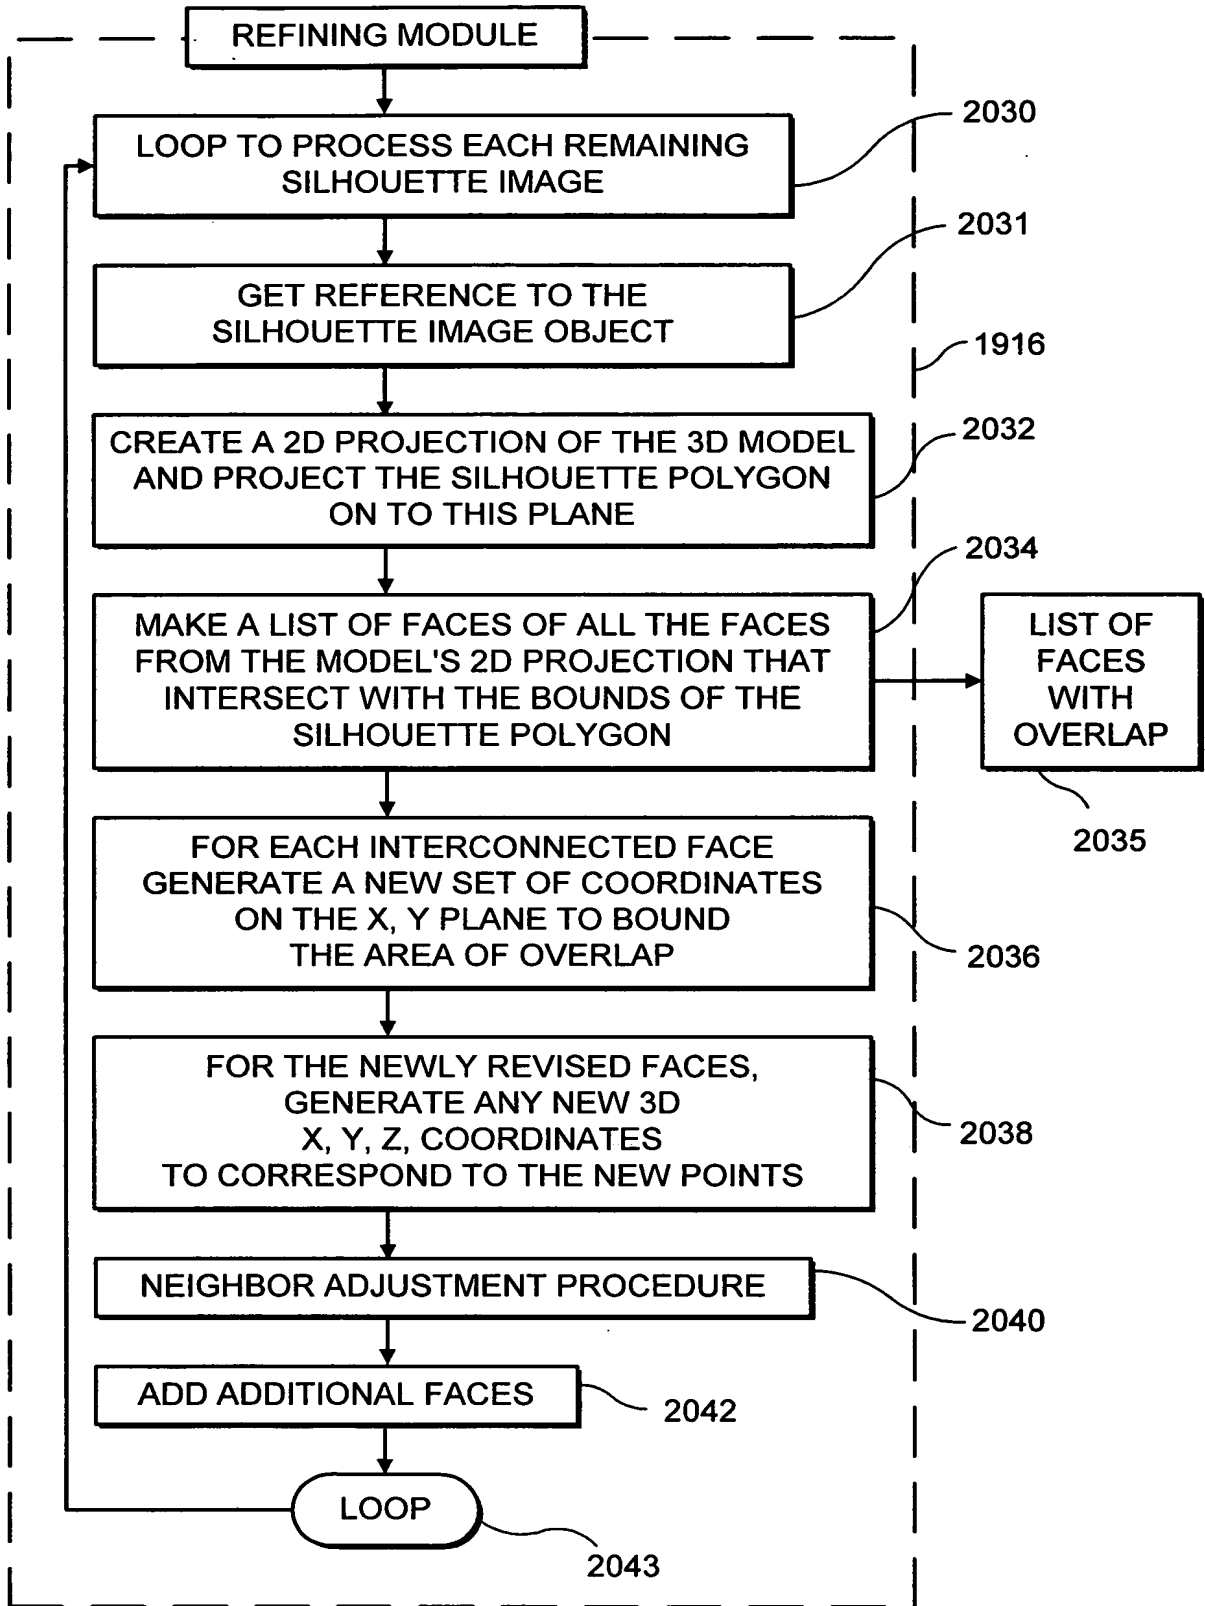 REFINING MODULE
LOOP TO PROCESS EACH REMAINING
SILHOUETTE IMAGE
2030
GET REFERENCE TO THE
SILHOUETTE IMAGE OBJECT
2031
1916
CREATE A 2D PROJECTION OF THE 3D MODEL
AND PROJECT THE SILHOUETTE POLYGON
ON TO THIS PLANE
2032
MAKE A LIST OF FACES OF ALL THE FACES
FROM THE MODEL'S 2D PROJECTION THAT
INTERSECT WITH THE BOUNDS OF THE
SILHOUETTE POLYGON
2034
LIST OF
FACES
WITH
OVERLAP
2035
FOR EACH INTERCONNECTED FACE
GENERATE A NEW SET OF COORDINATES
ON THE X, Y PLANE TO BOUND
THE AREA OF OVERLAP
2036
FOR THE NEWLY REVISED FACES,
GENERATE ANY NEW 3D
X, Y, Z, COORDINATES
TO CORRESPOND TO THE NEW POINTS
2038
NEIGHBOR ADJUSTMENT PROCEDURE
2040
ADD ADDITIONAL FACES
2042
LOOP
2043